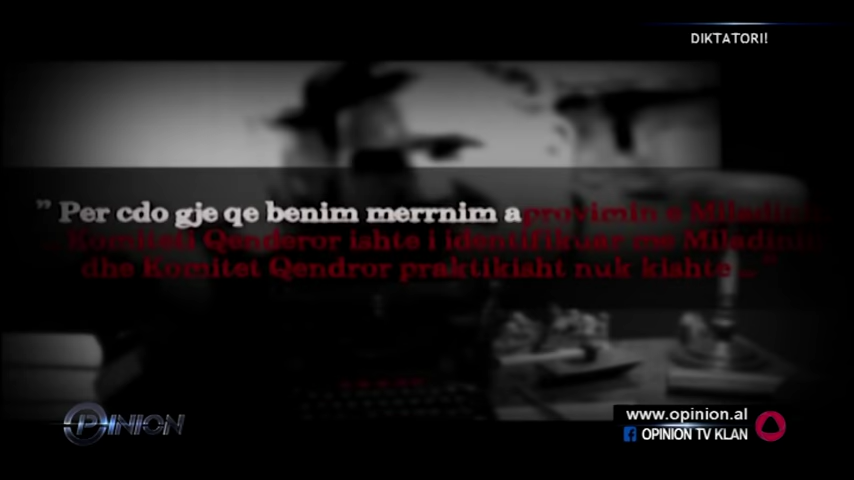 DIKTATORI!
" Per cdo gje qe benim merrnim aprovimin e Miladinit
.. Komiteti Qenderor ishte i identifikuar me Miladinin
dhe Komitet Qendror praktikisht nuk kishte .. "
OPINION
www.opinion.al
OPINION TV KLAN